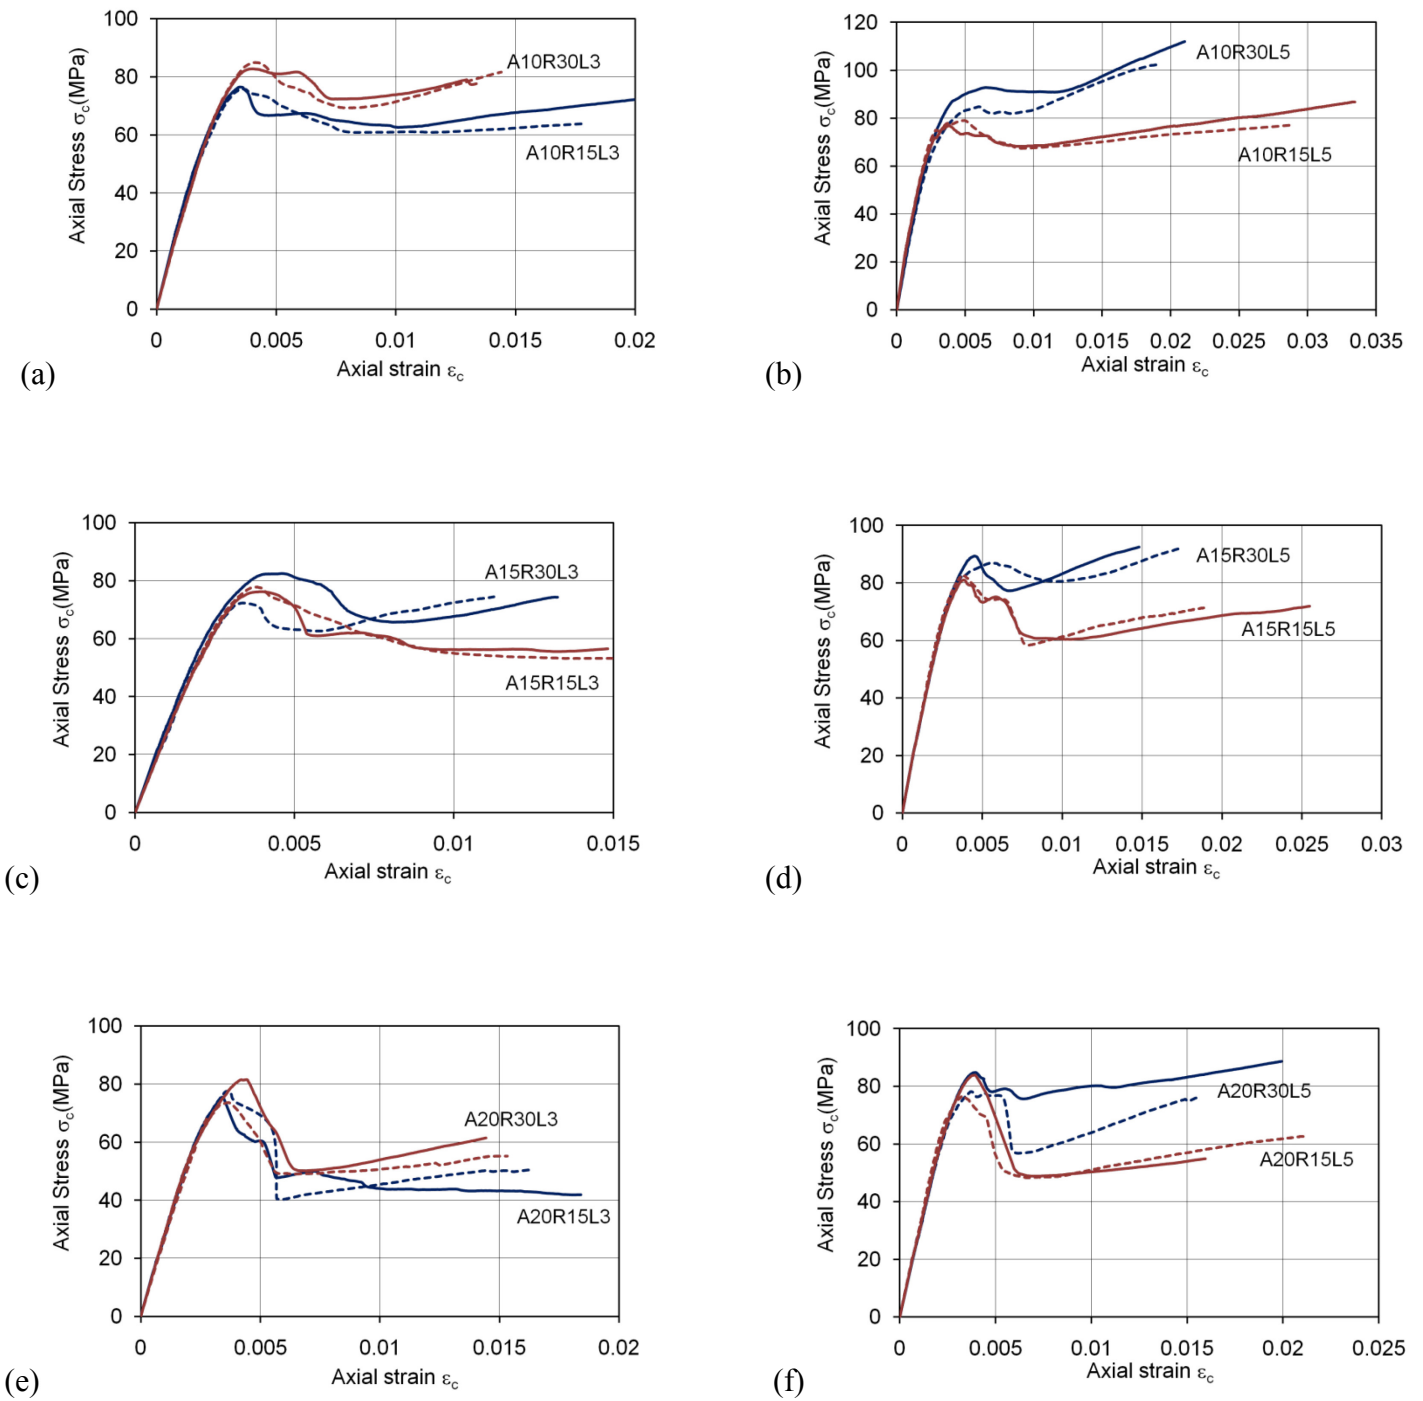 100
80
60
40
20
0
Axial Stress σc(MPa)
A10R30L3
A10R15L3
0 0.005 0.01 0.015 0.02
Axial strain εc
(a)
120
100
80
60
40
20
0
Axial Stress σc(MPa)
A10R30L5
A10R15L5
0 0.005 0.01 0.015 0.02 0.025 0.03 0.035
Axial strain εc
(b)
100
80
60
40
20
0
Axial Stress σc(MPa)
A15R30L3
A15R15L3
0 0.005 0.01 0.015
Axial strain εc
(c)
100
80
60
40
20
0
Axial Stress σc(MPa)
A15R30L5
A15R15L5
0 0.005 0.01 0.015 0.02 0.025 0.03
Axial strain εc
(d)
100
80
60
40
20
0
Axial Stress σc(MPa)
A20R30L3
A20R15L3
0 0.005 0.01 0.015 0.02
Axial strain εc
(e)
100
80
60
40
20
0
Axial Stress σc(MPa)
A20R30L5
A20R15L5
0 0.005 0.01 0.015 0.02 0.025
Axial strain εc
(f)